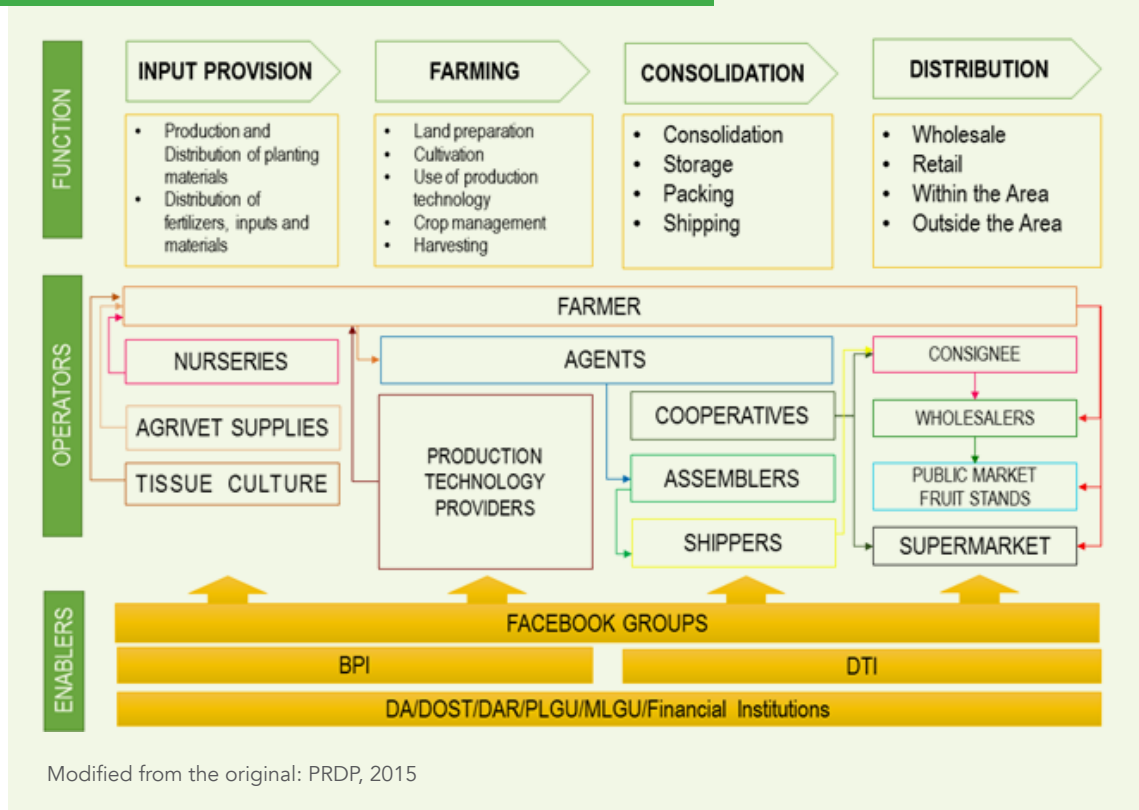 FUNCTION
INPUT PROVISION
FARMING
CONSOLIDATION
DISTRIBUTION
• Production and
Distribution of planting
materials
• Distribution of
fertilizers, inputs and
materials
• Land preparation
• Cultivation
• Use of production
technology
• Crop management
• Harvesting
• Consolidation
• Storage
• Packing
• Shipping
• Wholesale
• Retail
• Within the Area
• Outside the Area
OPERATORS
FARMER
NURSERIES
AGRIVET SUPPLIES
TISSUE CULTURE
AGENTS
PRODUCTION
TECHNOLOGY
PROVIDERS
COOPERATIVES
ASSEMBLERS
SHIPPERS
CONSIGNEE
WHOLESALERS
PUBLIC MARKET
FRUIT STANDS
SUPERMARKET
ENABLERS
FACEBOOK GROUPS
BPI
DTI
DA/DOST/DAR/PLGU/MLGU/Financial Institutions
Modified from the original: PRDP, 2015